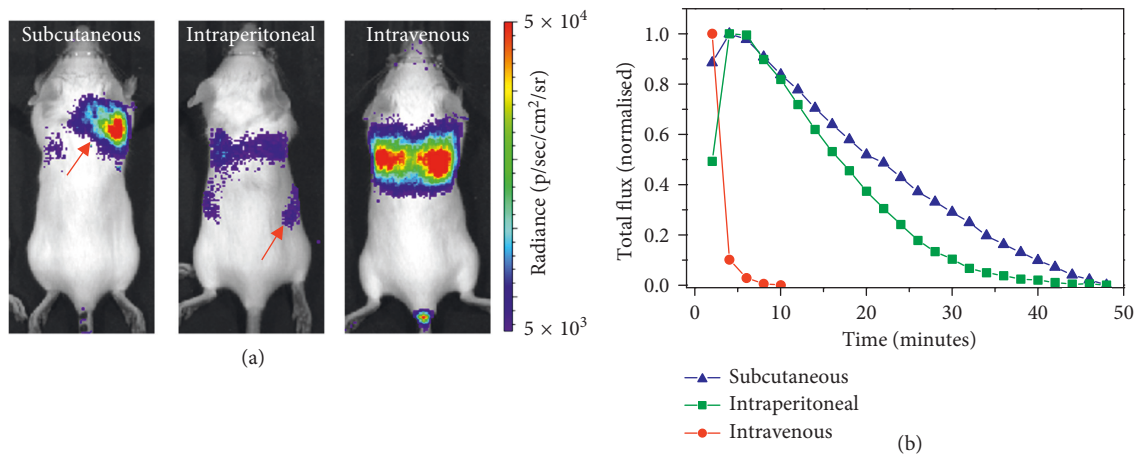 Subcutaneous
Intraperitoneal
Intravenous
5 × 10⁴
Radiance (p/sec/cm²/sr)
5 × 10³
(a)
Total flux (normalised)
1.0
0.8
0.6
0.4
0.2
0.0
0 10 20 30 40 50
Time (minutes)
Subcutaneous
Intraperitoneal
Intravenous
(b)